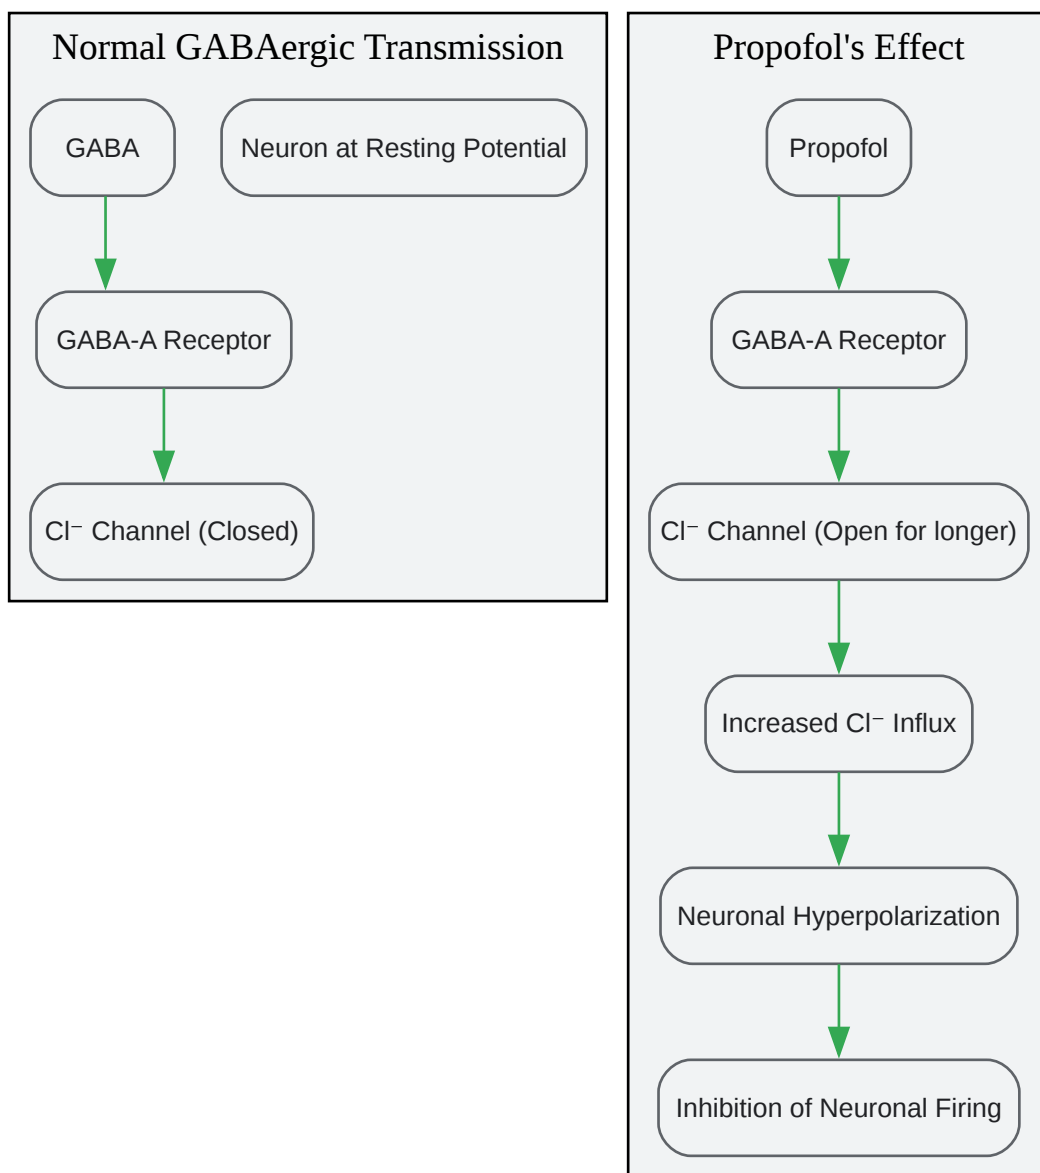 Normal GABAergic Transmission
GABA
Neuron at Resting Potential
GABA-A Receptor
Cl⁻ Channel (Closed)
Propofol's Effect
Propofol
GABA-A Receptor
Cl⁻ Channel (Open for longer)
Increased Cl⁻ Influx
Neuronal Hyperpolarization
Inhibition of Neuronal Firing